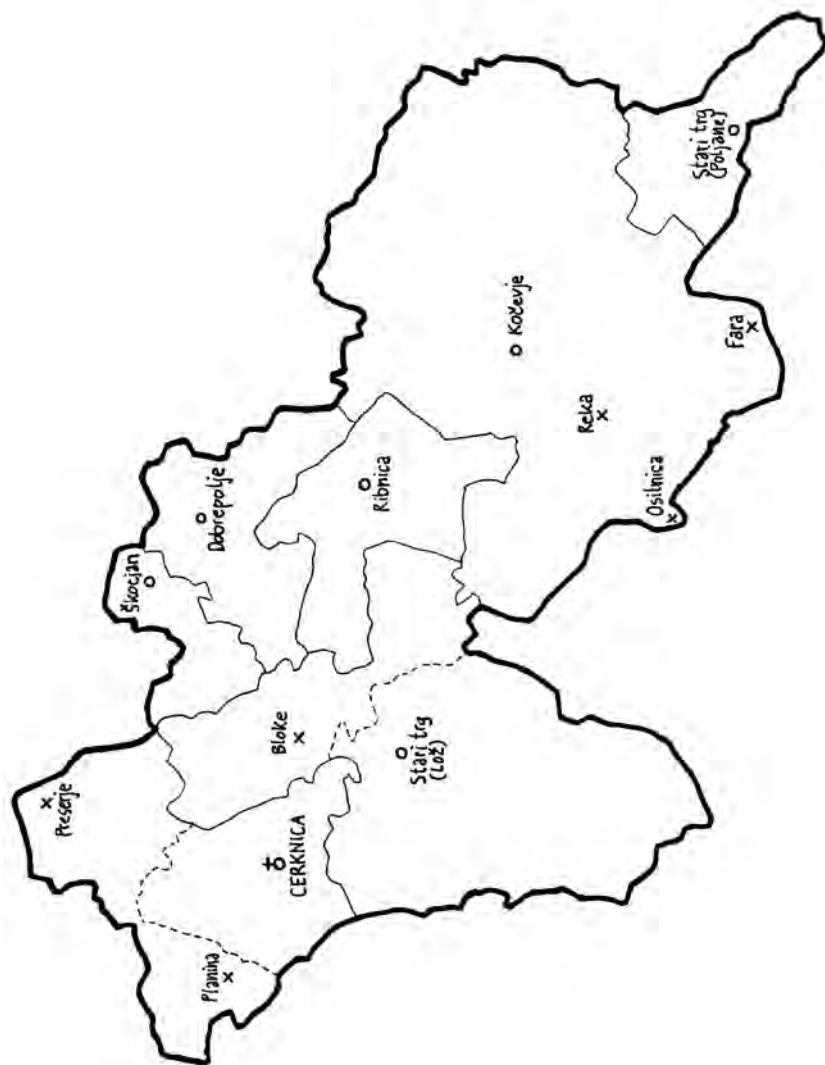 Preserje
Škocjan
Planina
Dobrepolje
Bloke
CERKNICA
Ribnica
Stari trg
(Lož)
Kočevje
Reka
Osilnica
Stari trg
(Poljane)
Fara